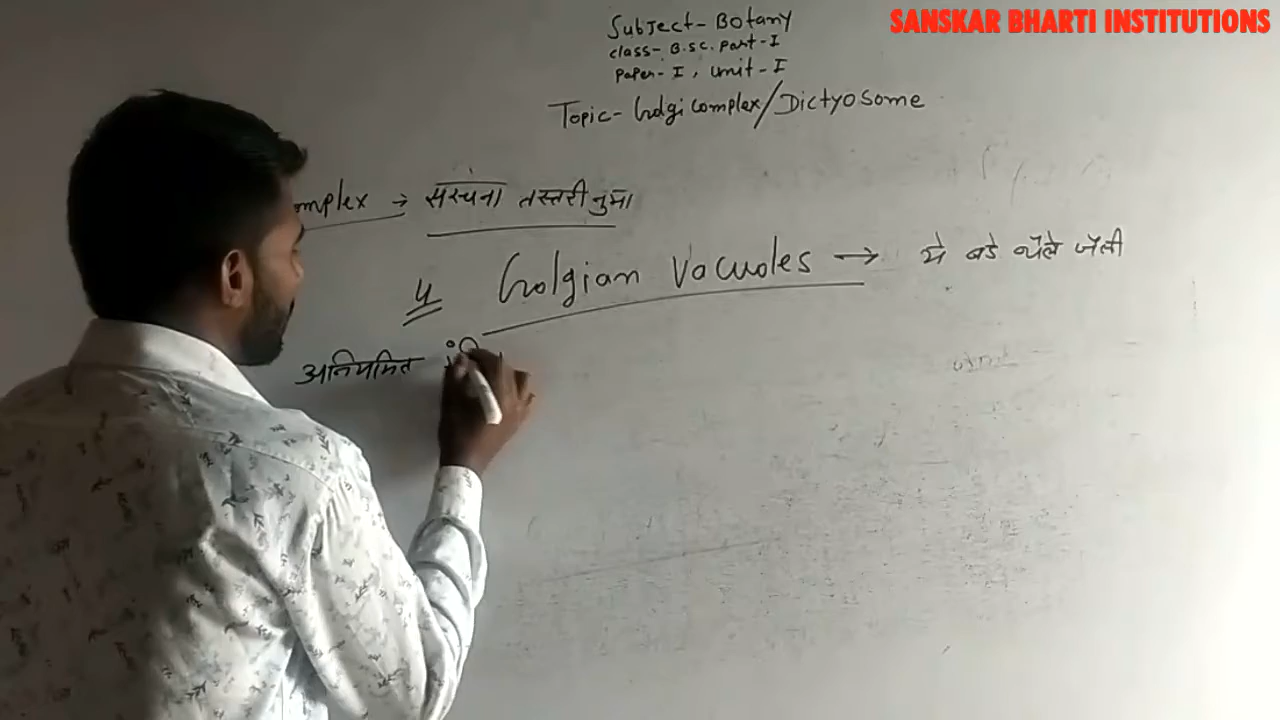 SANSKAR BHARTI INSTITUTIONS
Subject- Botany
class- B.sc. part-I
paper-I, Unit-I
Topic- Golgi complex/Dictyosome
omplex → संरचना तस्तरीनुमा
4 Golgian Vacuoles → ये बडे थैले जैसी
अनियमित